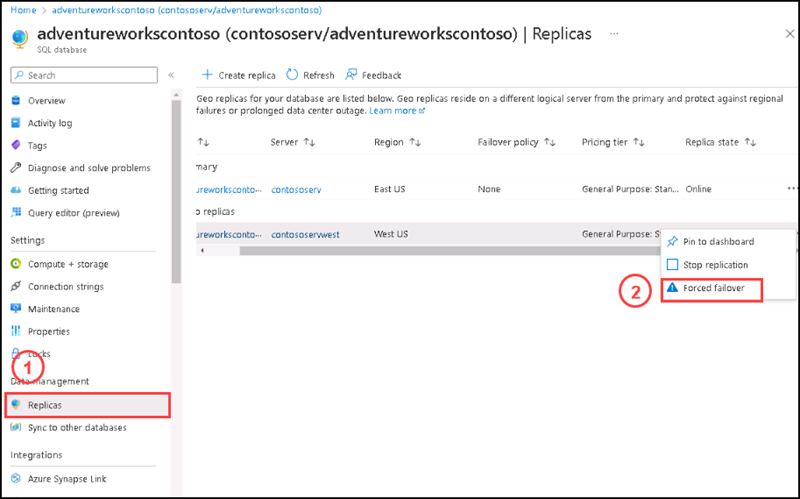 Home > adventureworkscontoso (contososerv/adventureworkscontoso)
adventureworkscontoso (contososerv/adventureworkscontoso) | Replicas ...
SQL database
Search
Overview
Activity log
Tags
Diagnose and solve problems
Getting started
Query editor (preview)
Settings
Compute + storage
Connection strings
Maintenance
Properties
Locks
1
Data management
Replicas
Sync to other databases
Integrations
Azure Synapse Link
Create replica Refresh Feedback
Geo replicas for your database are listed below. Geo replicas reside on a different logical server from the primary and protect against regional
failures or prolonged data center outage. Learn more
Server Region Failover policy Pricing tier Replica state
mary
ureworksconto... contososerv East US None General Purpose: Stan... Online ...
o replicas
ureworksconto... contososervwest West US General Purpose: S
Pin to dashboard
Stop replication
2 Forced failover